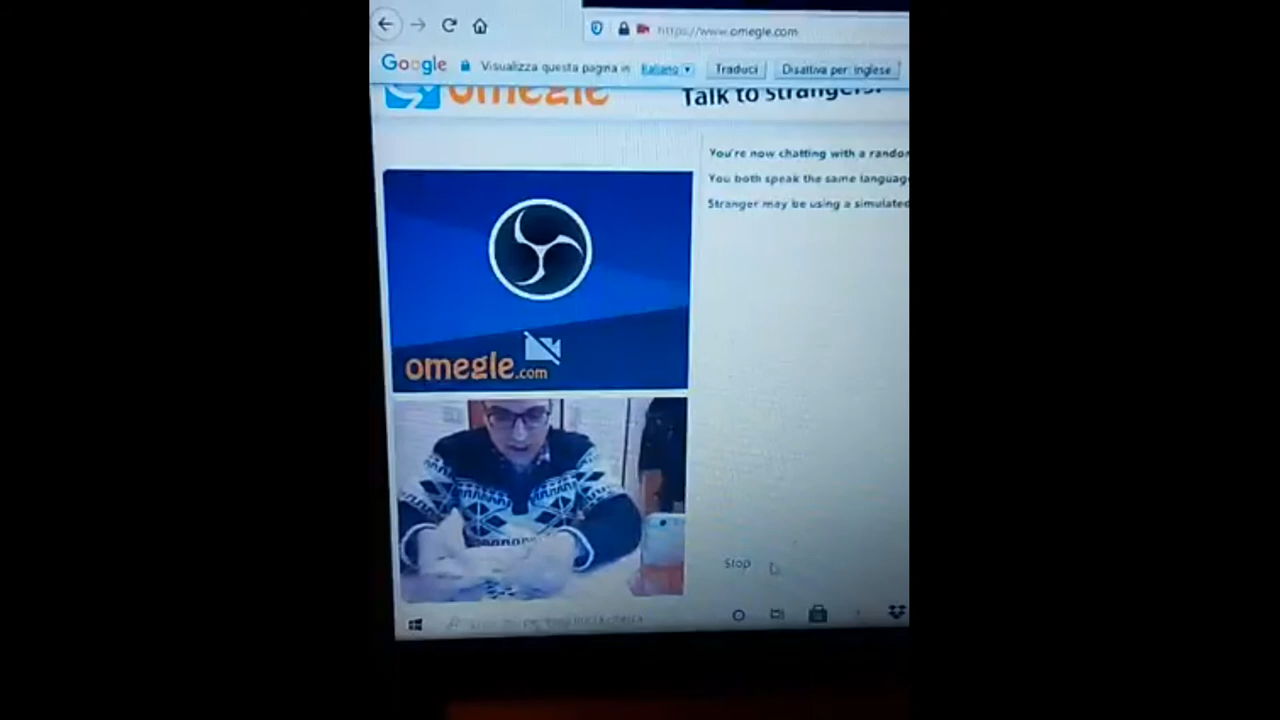 https://www.omegle.com
Google Visualizza questa pagina in Italiano Traduci Disattiva per: inglese
omegle Talk to strangers!
You're now chatting with a rando
You both speak the same languag
Stranger may be using a simulated
omegle.com
Stop